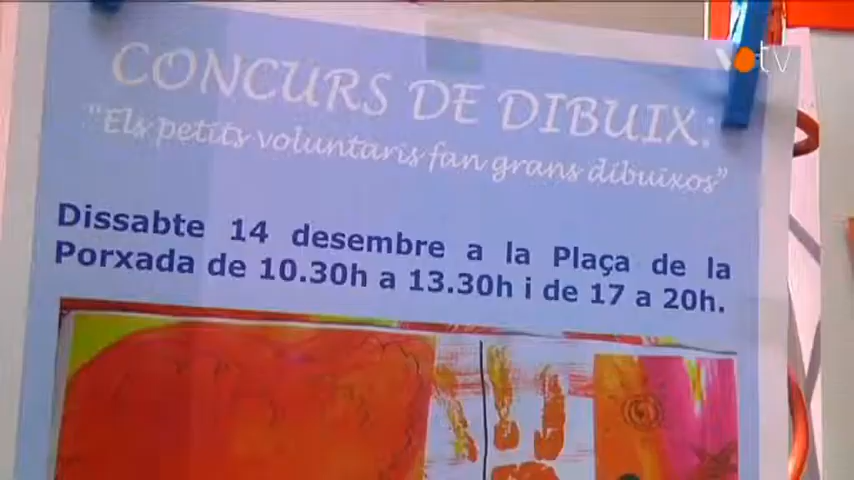 votv
CONCURS DE DIBUIX:
"Els petits voluntaris fan grans dibuixos"
Dissabte 14 desembre a la Plaça de la
Porxada de 10.30h a 13.30h i de 17 a 20h.